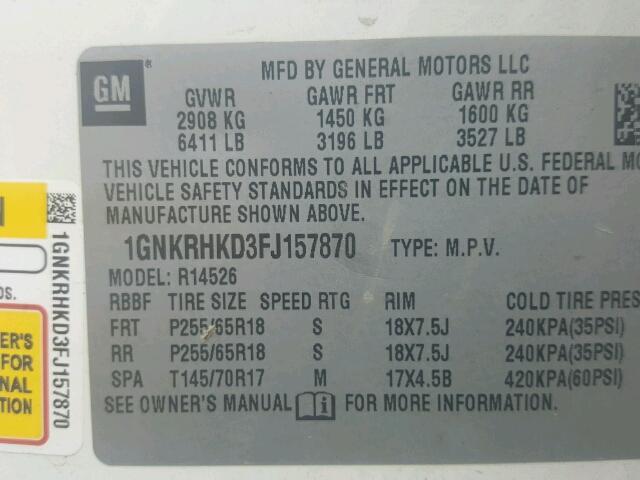 GM
MFD BY GENERAL MOTORS LLC
GVWR GAWR FRT GAWR RR
2908 KG 1450 KG 1600 KG
6411 LB 3196 LB 3527 LB
THIS VEHICLE CONFORMS TO ALL APPLICABLE U.S. FEDERAL MO
VEHICLE SAFETY STANDARDS IN EFFECT ON THE DATE OF
MANUFACTURE SHOWN ABOVE.
1GNKRHKD3FJ157870 TYPE: M.P.V.
MODEL: R14526
RBBF TIRE SIZE SPEED RTG RIM COLD TIRE PRES
FRT P255/65R18 S 18X7.5J 240KPA(35PSI)
RR P255/65R18 S 18X7.5J 240KPA(35PSI)
SPA T145/70R17 M 17X4.5B 420KPA(60PSI)
SEE OWNER'S MANUAL FOR MORE INFORMATION.
1GNKRHKD3FJ157870
N
DS.
ER'S
FOR
NAL
TION